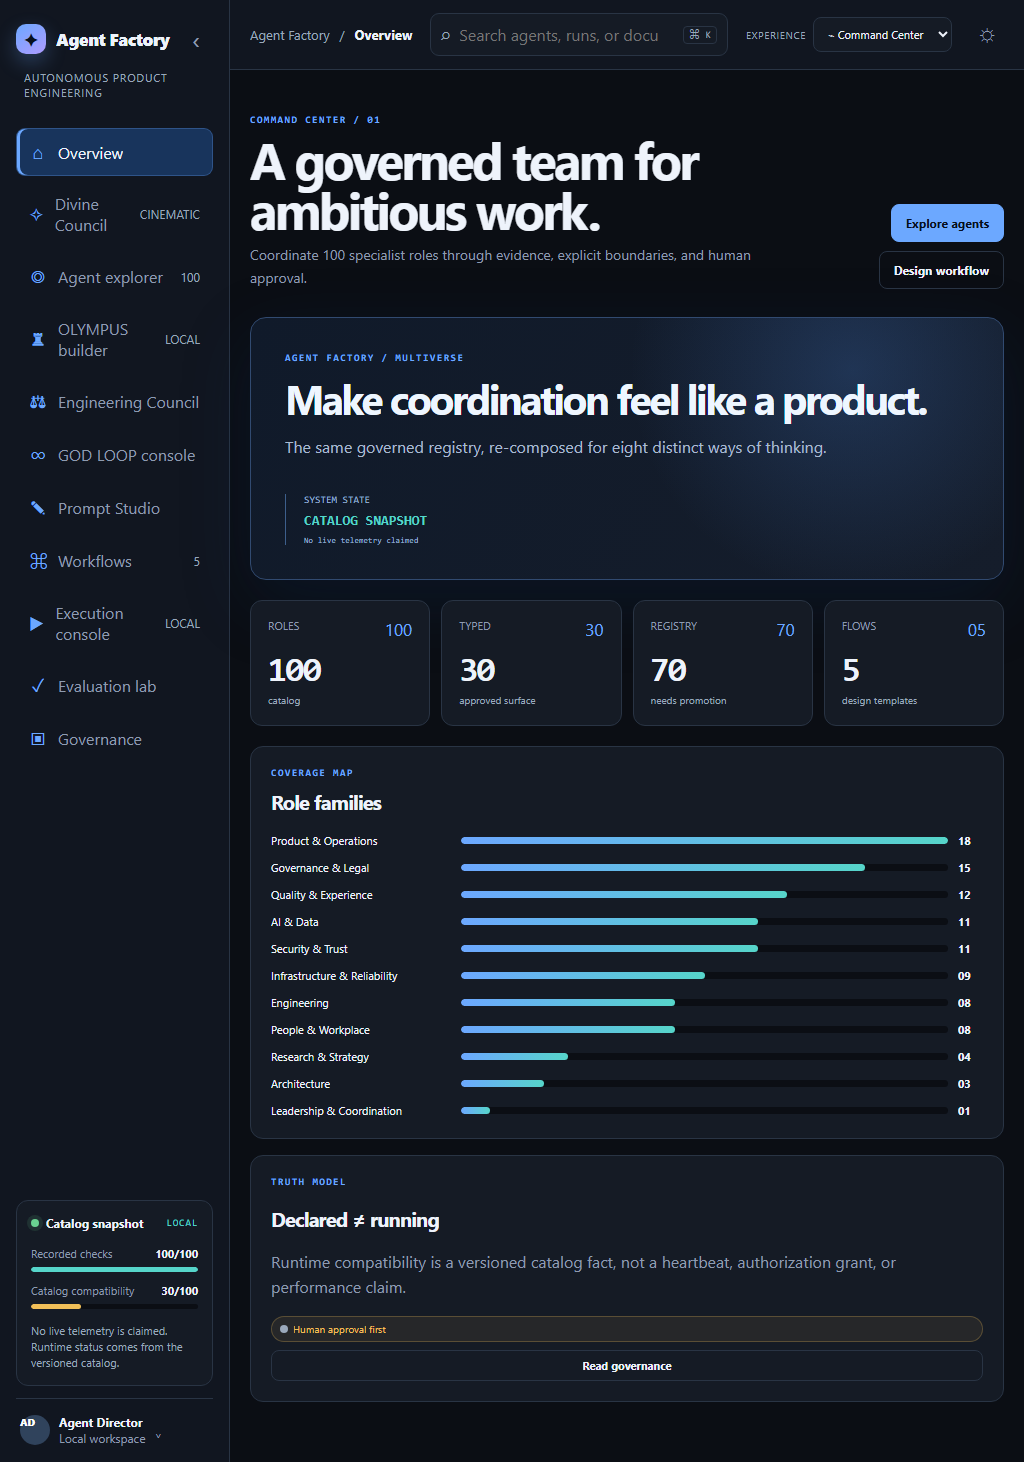 Agent Factory
AUTONOMOUS PRODUCT
ENGINEERING
Overview
Divine
Council
CINEMATIC
Agent explorer 100
OLYMPUS
builder
LOCAL
Engineering Council
GOD LOOP console
Prompt Studio
Workflows 5
Execution
console
LOCAL
Evaluation lab
Governance
Catalog snapshot LOCAL
Recorded checks 100/100
Catalog compatibility 30/100
No live telemetry is claimed.
Runtime status comes from the
versioned catalog.
AD
Agent Director
Local workspace
Agent Factory / Overview
Search agents, runs, or docu
⌘ K
EXPERIENCE
~ Command Center
COMMAND CENTER / 01
A governed team for
ambitious work.
Coordinate 100 specialist roles through evidence, explicit boundaries, and human
approval.
Explore agents
Design workflow
AGENT FACTORY / MULTIVERSE
Make coordination feel like a product.
The same governed registry, re-composed for eight distinct ways of thinking.
SYSTEM STATE
CATALOG SNAPSHOT
No live telemetry claimed
ROLES 100
100
catalog
TYPED 30
30
approved surface
REGISTRY 70
70
needs promotion
FLOWS 05
5
design templates
COVERAGE MAP
Role families
Product & Operations 18
Governance & Legal 15
Quality & Experience 12
AI & Data 11
Security & Trust 11
Infrastructure & Reliability 09
Engineering 08
People & Workplace 08
Research & Strategy 04
Architecture 03
Leadership & Coordination 01
TRUTH MODEL
Declared ≠ running
Runtime compatibility is a versioned catalog fact, not a heartbeat, authorization grant, or
performance claim.
Human approval first
Read governance